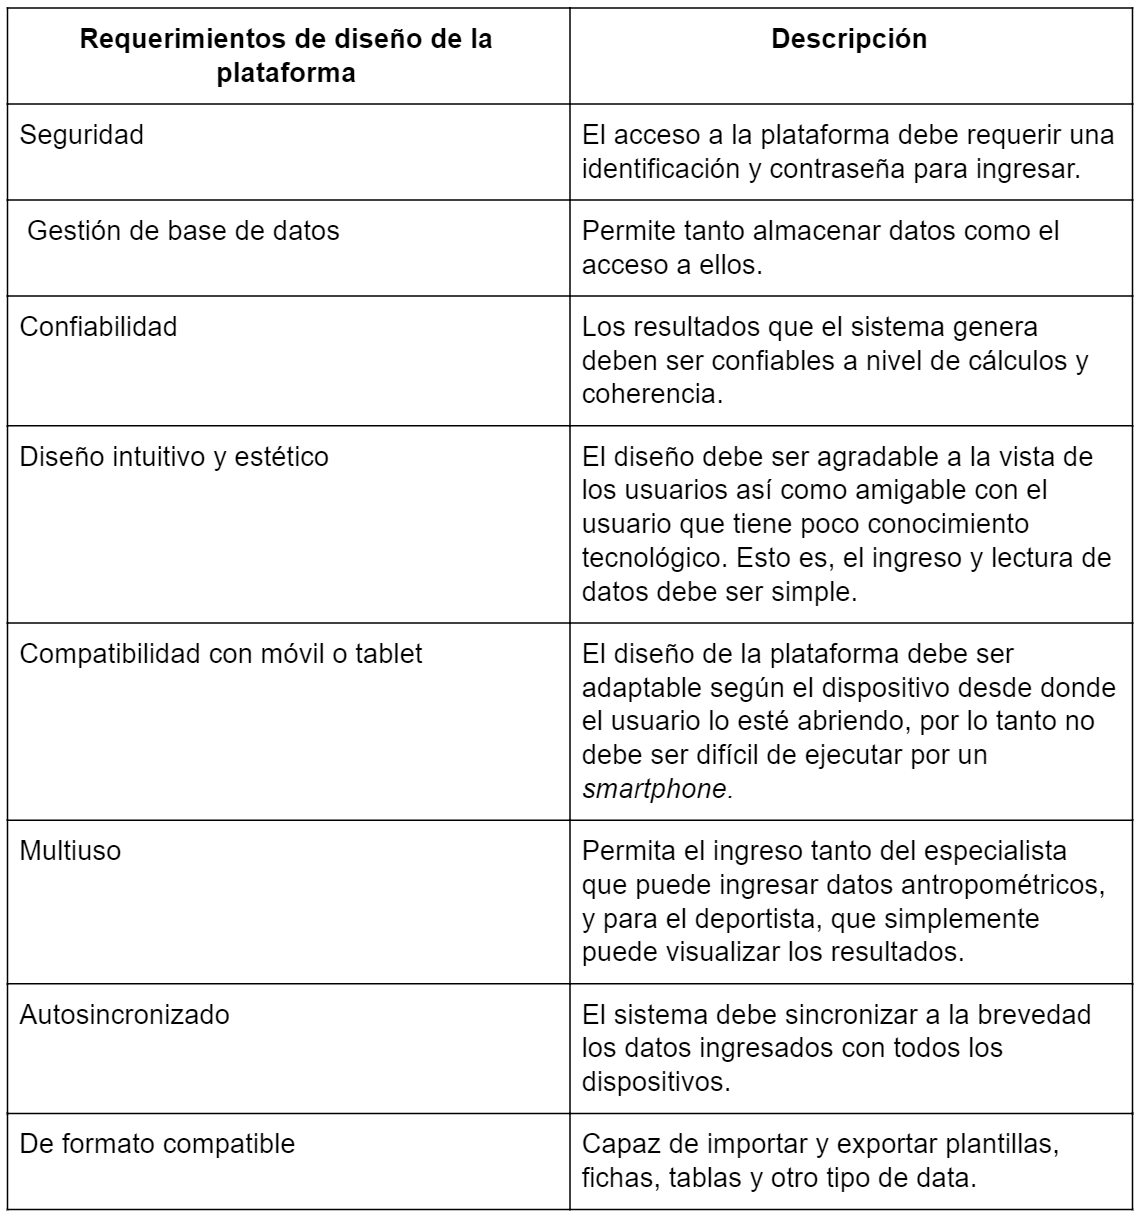 Requerimientos de diseño de la
plataforma
Descripción
Seguridad
El acceso a la plataforma debe requerir una
identificación y contraseña para ingresar.
Gestión de base de datos
Permite tanto almacenar datos como el
acceso a ellos.
Confiabilidad
Los resultados que el sistema genera
deben ser confiables a nivel de cálculos y
coherencia.
Diseño intuitivo y estético
El diseño debe ser agradable a la vista de
los usuarios así como amigable con el
usuario que tiene poco conocimiento
tecnológico. Esto es, el ingreso y lectura de
datos debe ser simple.
Compatibilidad con móvil o tablet
El diseño de la plataforma debe ser
adaptable según el dispositivo desde donde
el usuario lo esté abriendo, por lo tanto no
debe ser difícil de ejecutar por un
smartphone.
Multiuso
Permita el ingreso tanto del especialista
que puede ingresar datos antropométricos,
y para el deportista, que simplemente
puede visualizar los resultados.
Autosincronizado
El sistema debe sincronizar a la brevedad
los datos ingresados con todos los
dispositivos.
De formato compatible
Capaz de importar y exportar plantillas,
fichas, tablas y otro tipo de data.